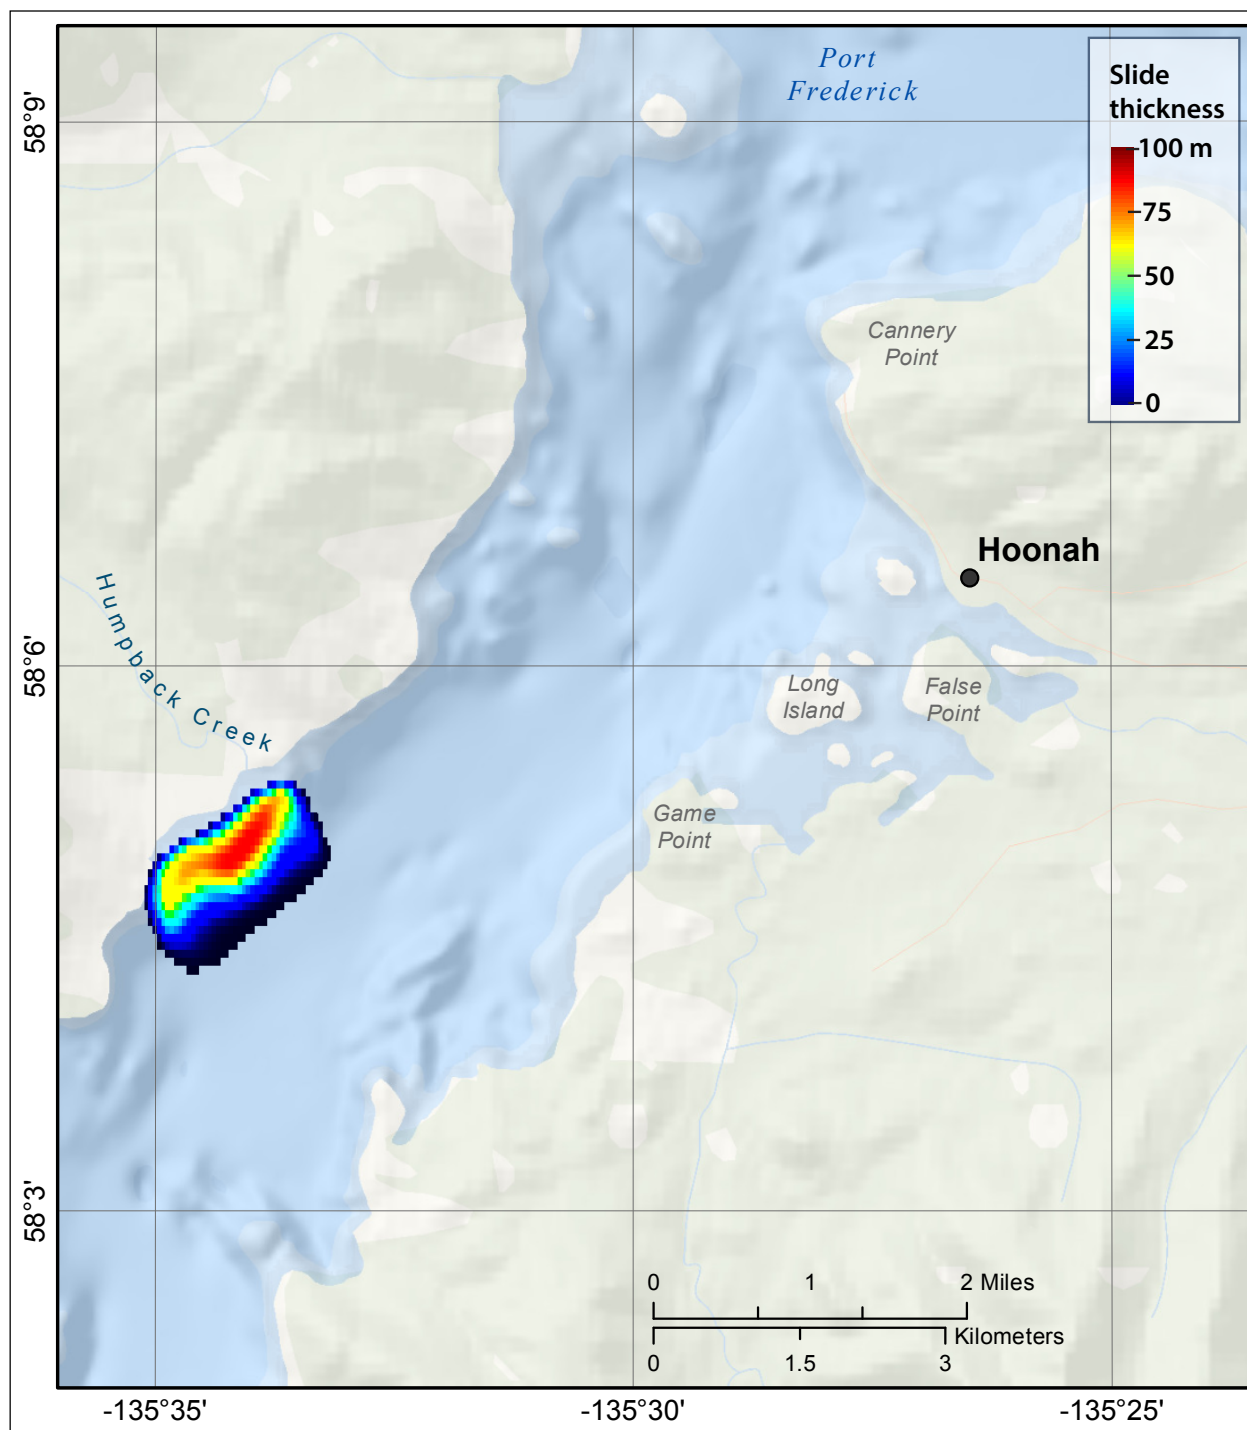 Port
Frederick
Slide
thickness
100 m
75
50
25
0
58°9'
Cannery
Point
Hoonah
Humpback Creek
58°6'
Long
Island
False
Point
Game
Point
58°3'
0 1 2 Miles
Kilometers
0 1.5 3
-135°35' -135°30' -135°25'